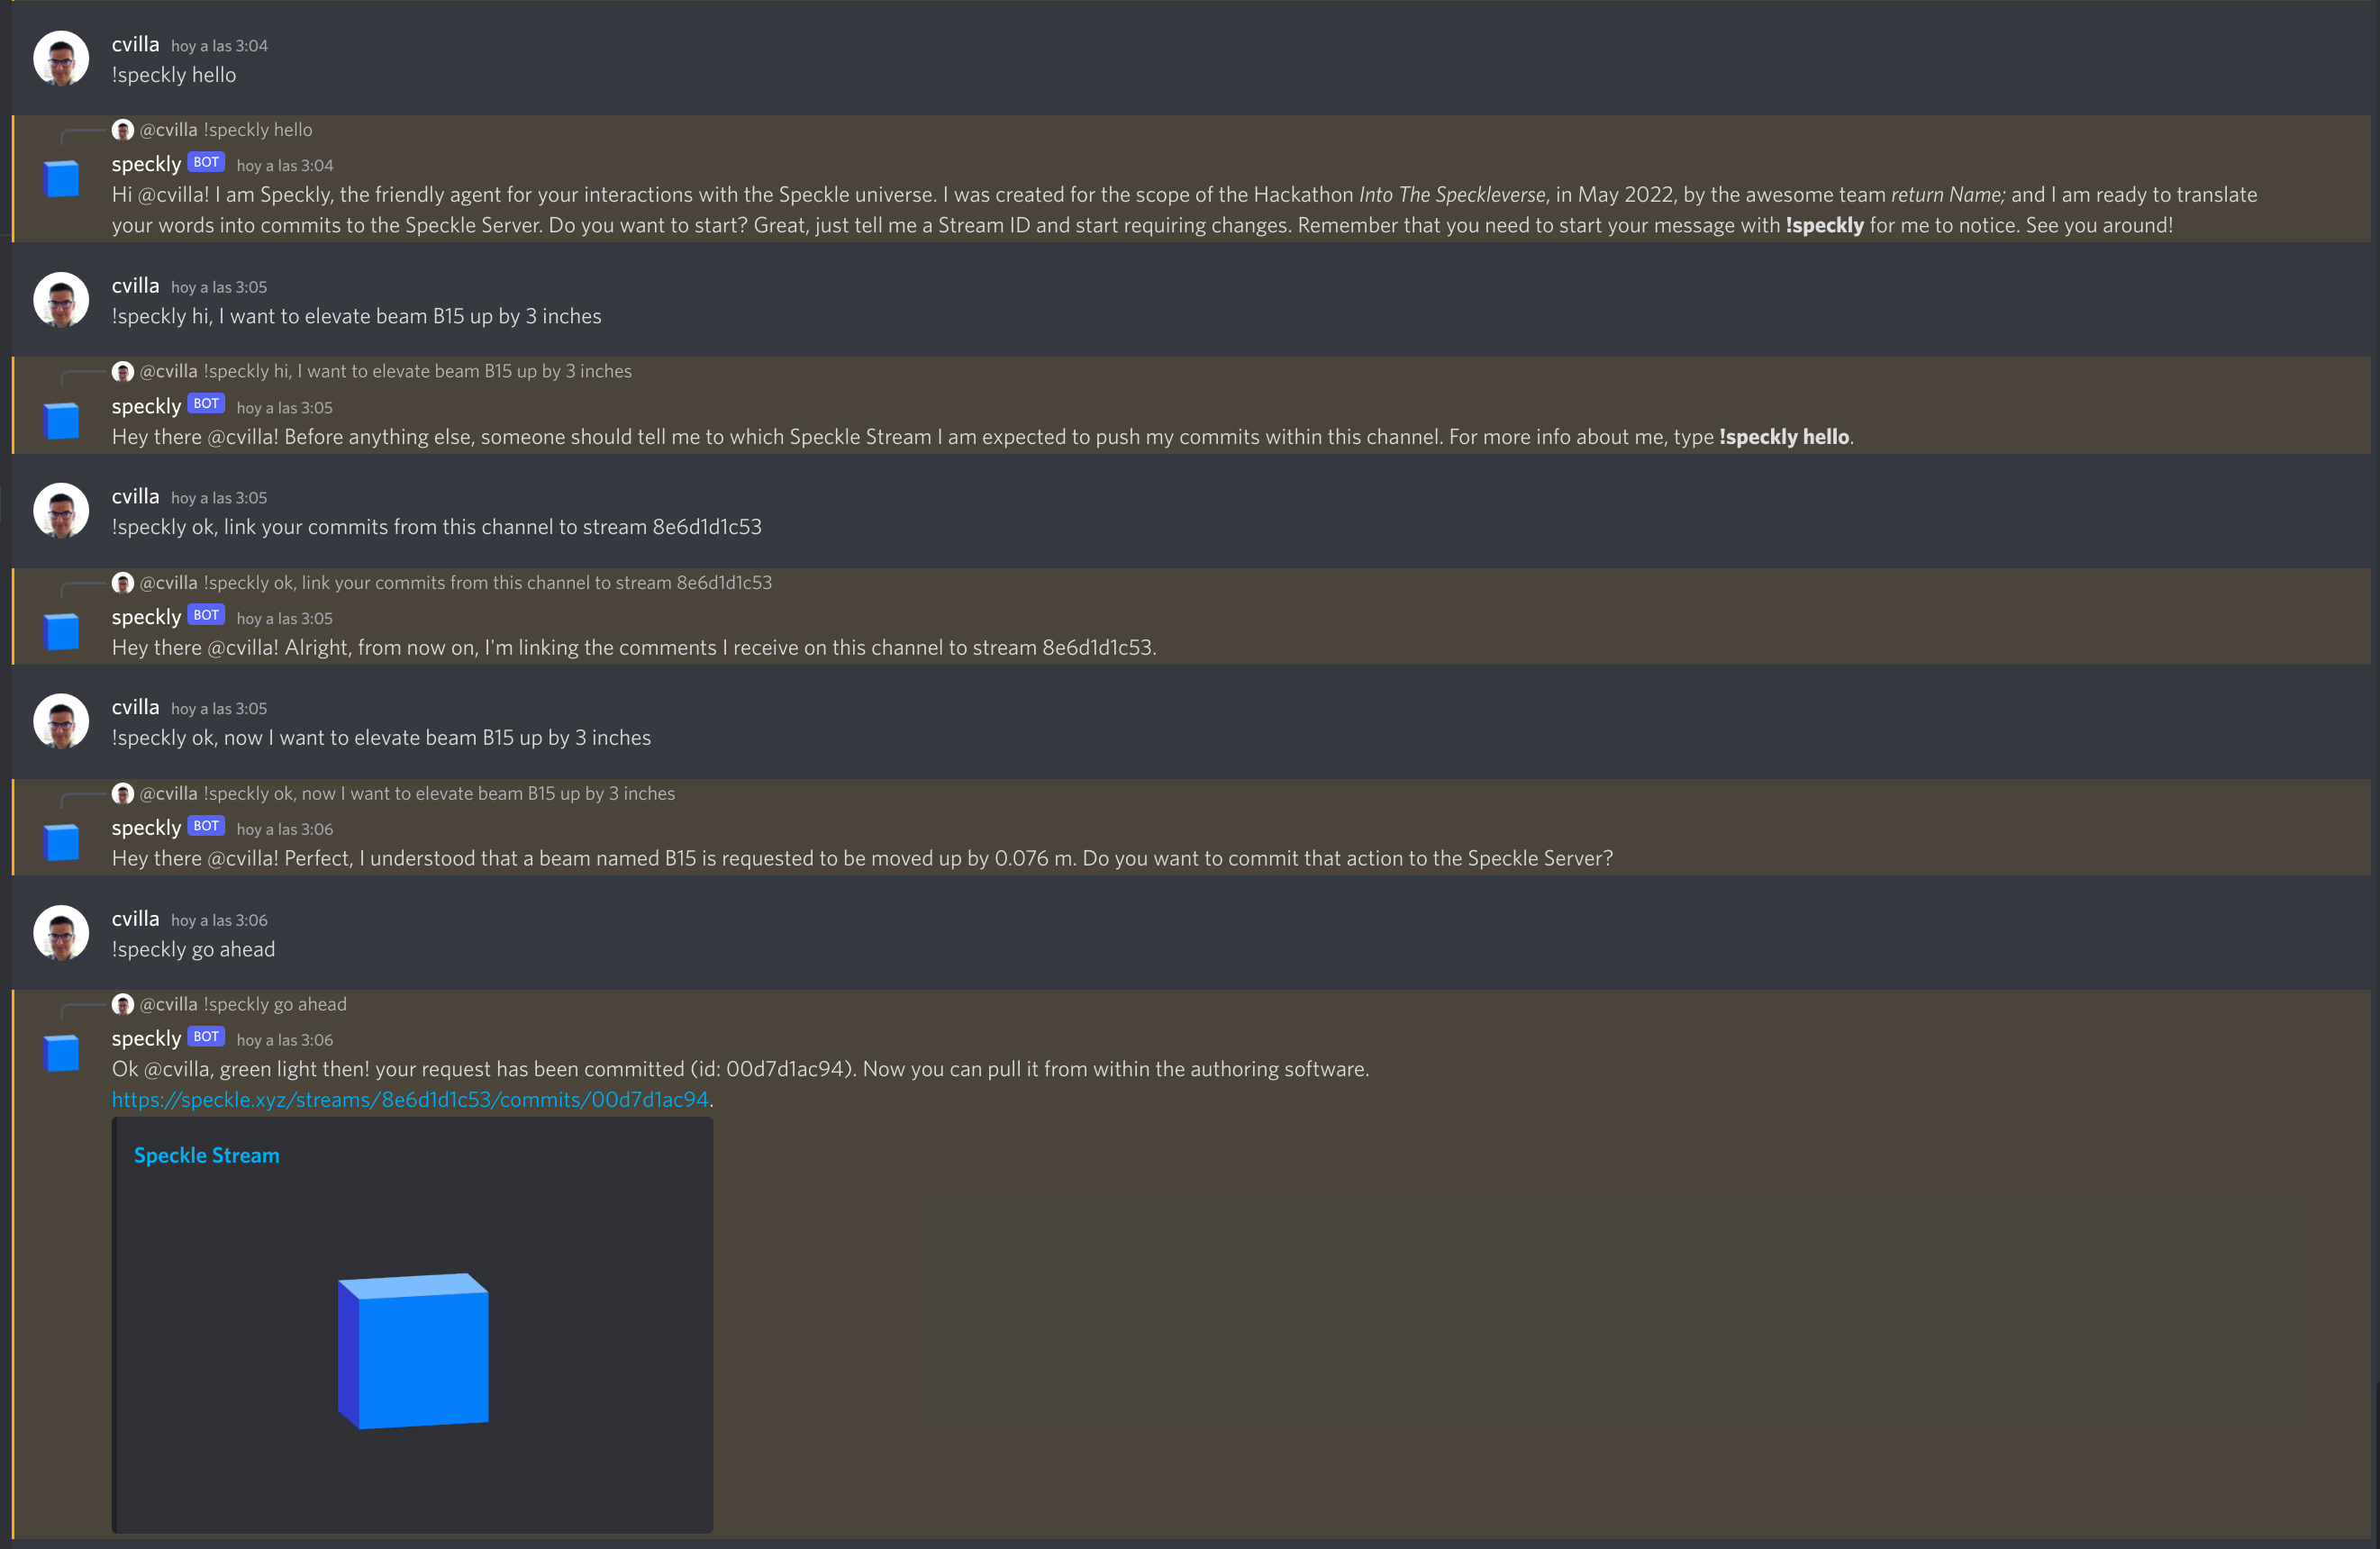 cvilla hoy a las 3:04
!speckly hello
@cvilla !speckly hello
speckly BOT hoy a las 3:04
Hi @cvilla! I am Speckly, the friendly agent for your interactions with the Speckle universe. I was created for the scope of the Hackathon Into The Speckleverse, in May 2022, by the awesome team return Name; and I am ready to translate
your words into commits to the Speckle Server. Do you want to start? Great, just tell me a Stream ID and start requiring changes. Remember that you need to start your message with !speckly for me to notice. See you around!
cvilla hoy a las 3:05
!speckly hi, I want to elevate beam B15 up by 3 inches
@cvilla !speckly hi, I want to elevate beam B15 up by 3 inches
speckly BOT hoy a las 3:05
Hey there @cvilla! Before anything else, someone should tell me to which Speckle Stream I am expected to push my commits within this channel. For more info about me, type !speckly hello.
cvilla hoy a las 3:05
!speckly ok, link your commits from this channel to stream 8e6d1d1c53
@cvilla !speckly ok, link your commits from this channel to stream 8e6d1d1c53
speckly BOT hoy a las 3:05
Hey there @cvilla! Alright, from now on, I'm linking the comments I receive on this channel to stream 8e6d1d1c53.
cvilla hoy a las 3:05
!speckly ok, now I want to elevate beam B15 up by 3 inches
@cvilla !speckly ok, now I want to elevate beam B15 up by 3 inches
speckly BOT hoy a las 3:06
Hey there @cvilla! Perfect, I understood that a beam named B15 is requested to be moved up by 0.076 m. Do you want to commit that action to the Speckle Server?
cvilla hoy a las 3:06
!speckly go ahead
@cvilla !speckly go ahead
speckly BOT hoy a las 3:06
Ok @cvilla, green light then! your request has been committed (id: 00d7d1ac94). Now you can pull it from within the authoring software.
https://speckle.xyz/streams/8e6d1d1c53/commits/00d7d1ac94.
Speckle Stream